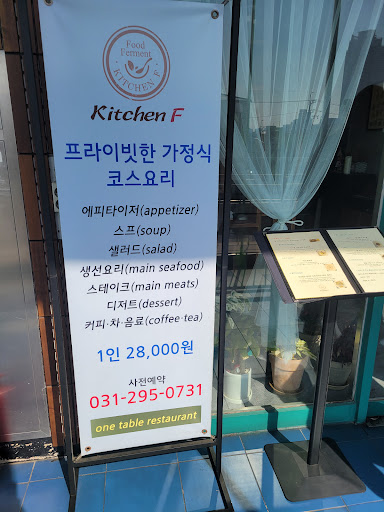 Food
Ferment
KITCHEN F
Kitchen F
프라이빗한 가정식
코스요리
에피타이저(appetizer)
스프(soup)
샐러드(salad)
생선요리(main seafood)
스테이크(main meats)
디저트(dessert)
커피·차·음료(coffee·tea)
1인 28,000원
사전예약
031-295-0731
one table restaurant